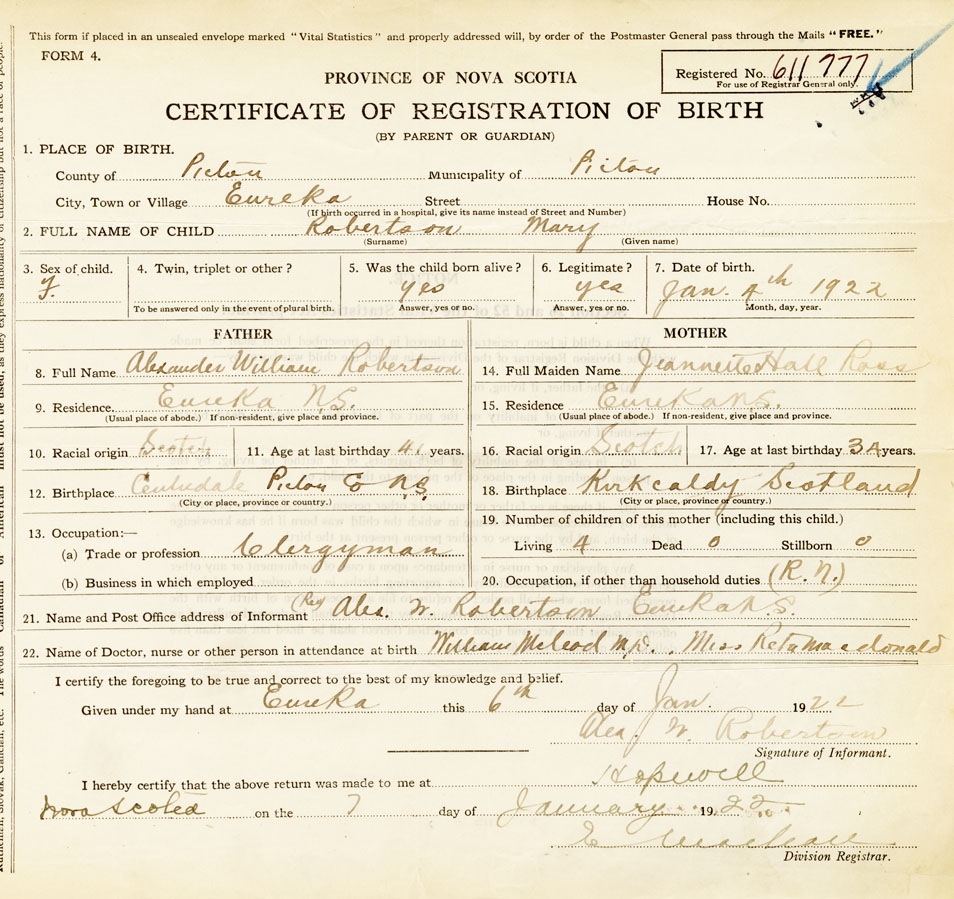 This form if placed in an unsealed envelope marked "Vital Statistics" and properly addressed will, by order of the Postmaster General pass through the Mails "FREE."
FORM 4.
Registered No. 611777
For use of Registrar General only.
PROVINCE OF NOVA SCOTIA
CERTIFICATE OF REGISTRATION OF BIRTH
(BY PARENT OR GUARDIAN)
1. PLACE OF BIRTH.
County of Pictou Municipality of Pictou
City, Town or Village Eureka Street House No.
(If birth occurred in a hospital, give its name instead of Street and Number)
2. FULL NAME OF CHILD Robertson Mary
(Surname) (Given name)
3. Sex of child. 4. Twin, triplet or other? 5. Was the child born alive? 6. Legitimate? 7. Date of birth.
F. yes yes Jan. 4th 1922
To be answered only in the event of plural birth. Answer, yes or no. Answer, yes or no. Month, day, year.
FATHER MOTHER
8. Full Name Alexander William Robertson 14. Full Maiden Name Jeannette Hall Ross
9. Residence Eureka N.S. 15. Residence Eureka N.S.
(Usual place of abode.) If non-resident, give place and province. (Usual place of abode.) If non-resident, give place and province.
10. Racial origin Scotch 11. Age at last birthday 41 years. 16. Racial origin Scotch 17. Age at last birthday 34 years.
12. Birthplace Pictou Co N.S. 18. Birthplace Kirkcaldy Scotland
(City or place, province or country.) (City or place, province or country.)
13. Occupation:— 19. Number of children of this mother (including this child.)
(a) Trade or profession Clergyman Living 4 Dead 0 Stillborn 0
(b) Business in which employed 20. Occupation, if other than household duties (R.N.)
21. Name and Post Office address of Informant (Rev) Alex. W. Robertson Eureka N.S.
22. Name of Doctor, nurse or other person in attendance at birth William McLeod M.D., Miss Reta Macdonald
I certify the foregoing to be true and correct to the best of my knowledge and belief.
Given under my hand at Eureka this 6th day of Jan. 1922
Alex. W. Robertson
Signature of Informant.
I hereby certify that the above return was made to me at Hopewell
Nova Scotia on the 7 day of January 1922
E
Division Registrar.